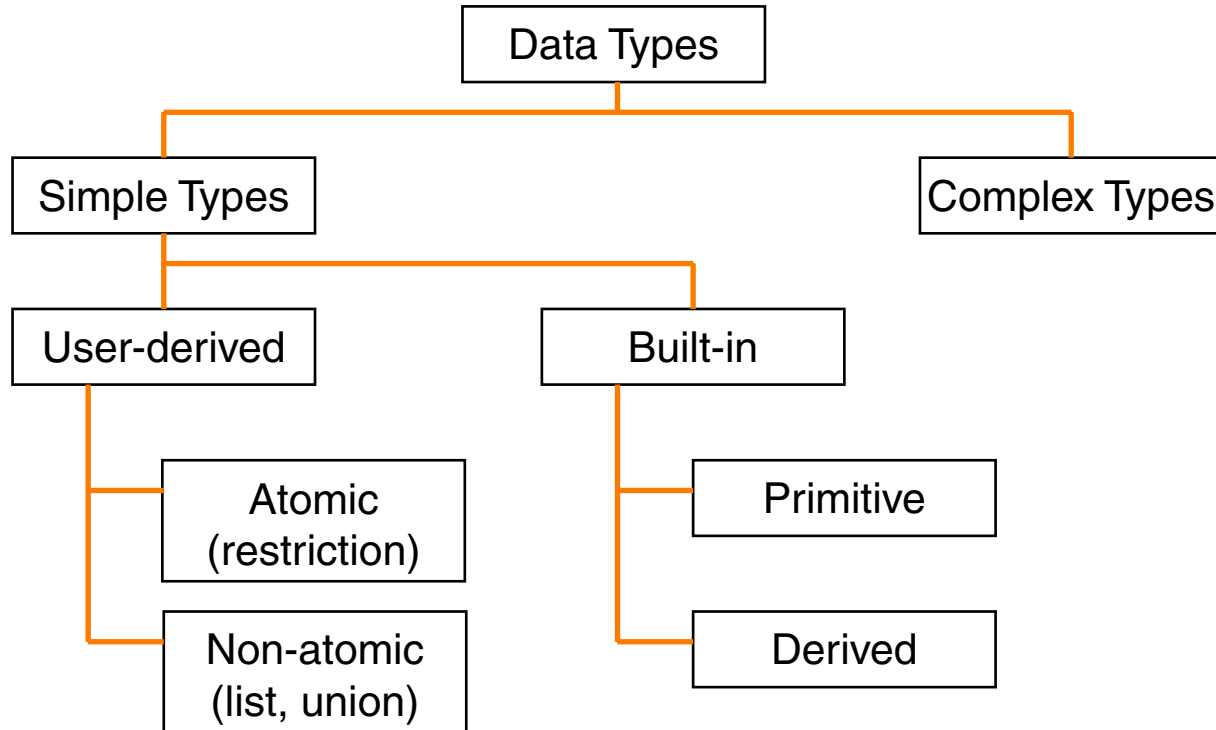 Data Types
Simple Types
Complex Types
User-derived
Built-in
Atomic
(restriction)
Primitive
Non-atomic
(list, union)
Derived